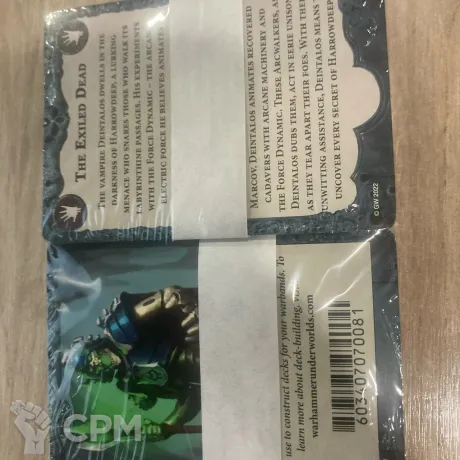 THE EXILED DEAD
THE VAMPIRE DEINTALOS DWELLS IN THE
DARKNESS OF HARROWDEEP, A LURKING
MENACE WHO SNARES THOSE WHO WALK ITS
LABYRINTHINE PASSAGES. HIS EXPERIMENTS
WITH THE FORCE DYNAMIC – THE ARCANE
ELECTRIC FORCE HE BELIEVES ANIMATES
MARCOV, DEINTALOS ANIMATES RECOVERED
CADAVERS WITH ARCANE MACHINERY AND
THE FORCE DYNAMIC. THESE ARCWALKERS, AS
DEINTALOS DUBS THEM, ACT IN EERIE UNISON
AS THEY TEAR APART THEIR FOES. WITH THEIR
UNWITTING ASSISTANCE, DEINTALOS MEANS TO
UNCOVER EVERY SECRET OF HARROWDEEP
© GW 2022
use to construct decks for your warbands. To
learn more about deck-building,
warhammerunderworlds.com
603407070081
CPM